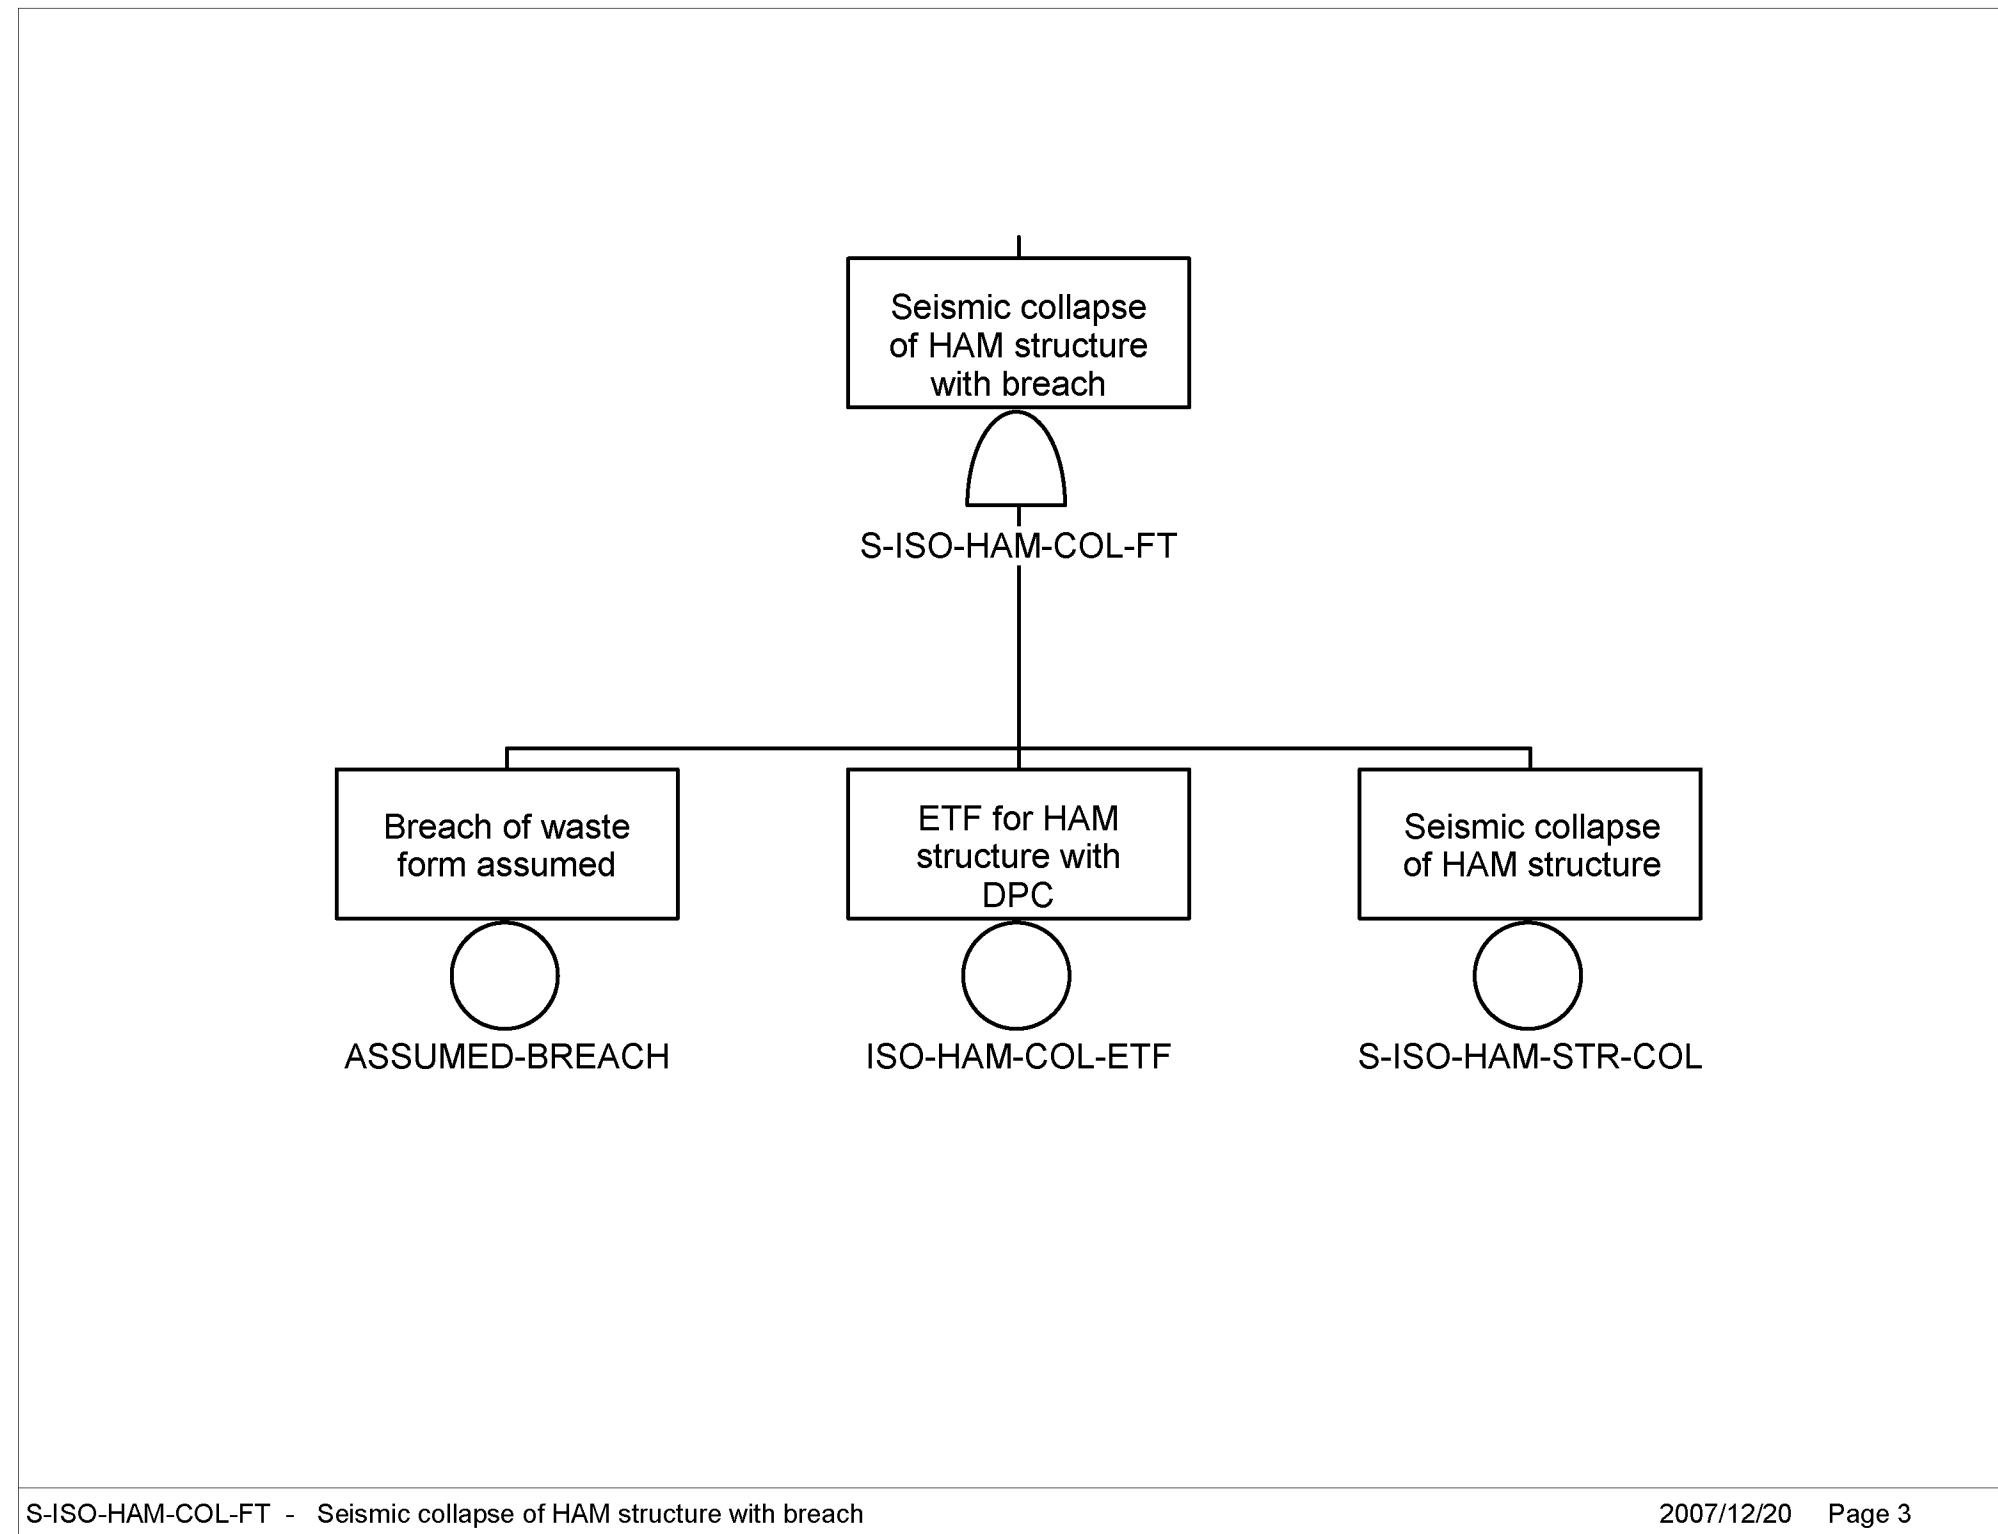 Seismic collapse
of HAM structure
with breach
S-ISO-HAM-COL-FT
Breach of waste
form assumed
ASSUMED-BREACH
ETF for HAM
structure with
DPC
ISO-HAM-COL-ETF
Seismic collapse
of HAM structure
S-ISO-HAM-STR-COL
S-ISO-HAM-COL-FT - Seismic collapse of HAM structure with breach
2007/12/20 Page 3